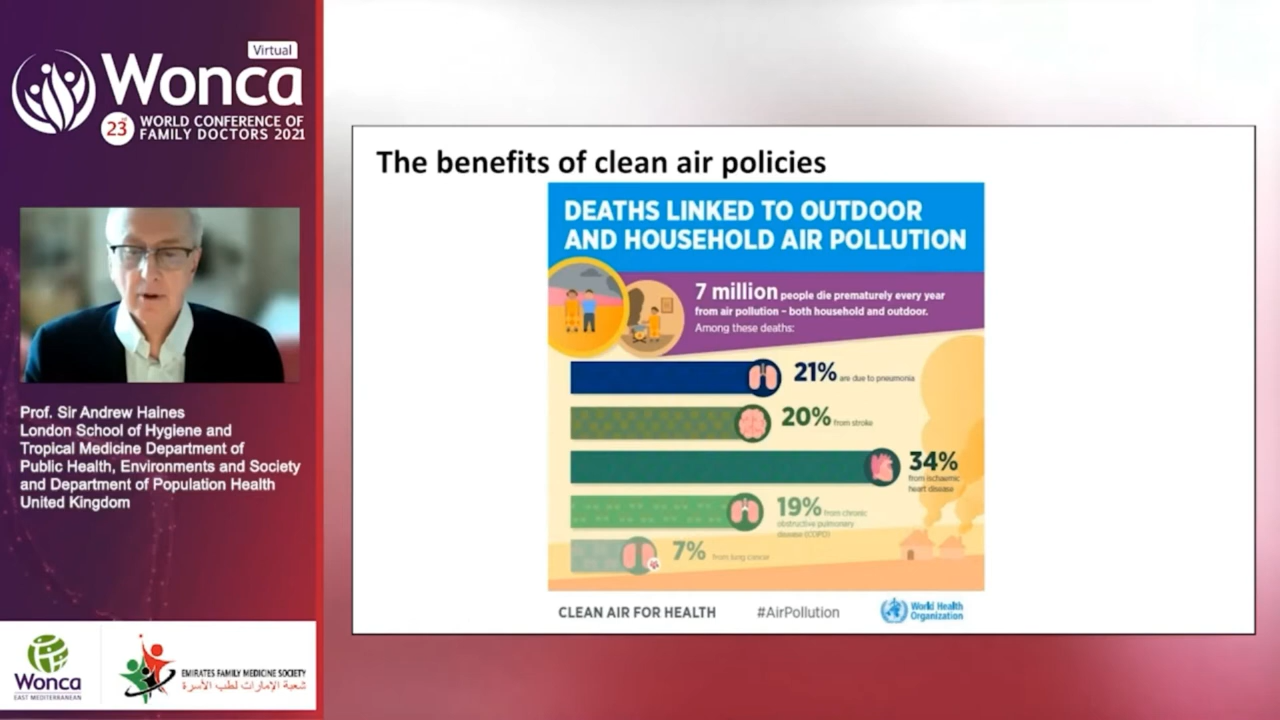 Virtual
Wonca
23rd WORLD CONFERENCE OF
FAMILY DOCTORS 2021
Prof. Sir Andrew Haines
London School of Hygiene and
Tropical Medicine Department of
Public Health, Environments and Society
and Department of Population Health
United Kingdom
Wonca
EAST MEDITERRANEAN
EMIRATES FAMILY MEDICINE SOCIETY
شعبة الإمارات لطب الأسرة
The benefits of clean air policies
DEATHS LINKED TO OUTDOOR
AND HOUSEHOLD AIR POLLUTION
7 million people die prematurely every year
from air pollution – both household and outdoor.
Among these deaths:
21% are due to pneumonia
20% from stroke
34%
from ischaemic
heart disease
19% from chronic
obstructive pulmonary
disease (COPD)
7% from lung cancer
CLEAN AIR FOR HEALTH
#AirPollution
World Health
Organization